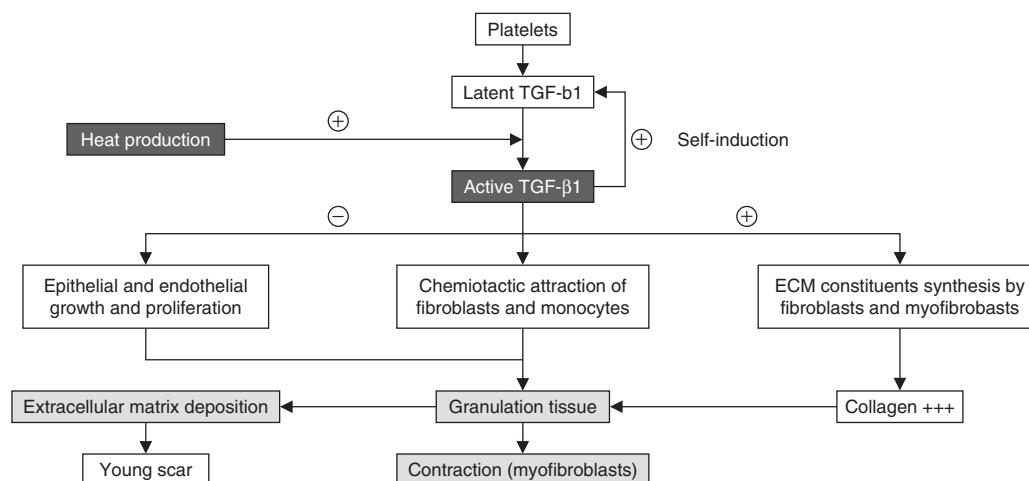 Platelets
Latent TGF-b1
Heat production
+
+
Self-induction
Active TGF-β1
−
+
Epithelial and endothelial
growth and proliferation
Chemiotactic attraction of
fibroblasts and monocytes
ECM constituents synthesis by
fibroblasts and myofibrobasts
Extracellular matrix deposition
Granulation tissue
Collagen +++
Young scar
Contraction (myofibroblasts)